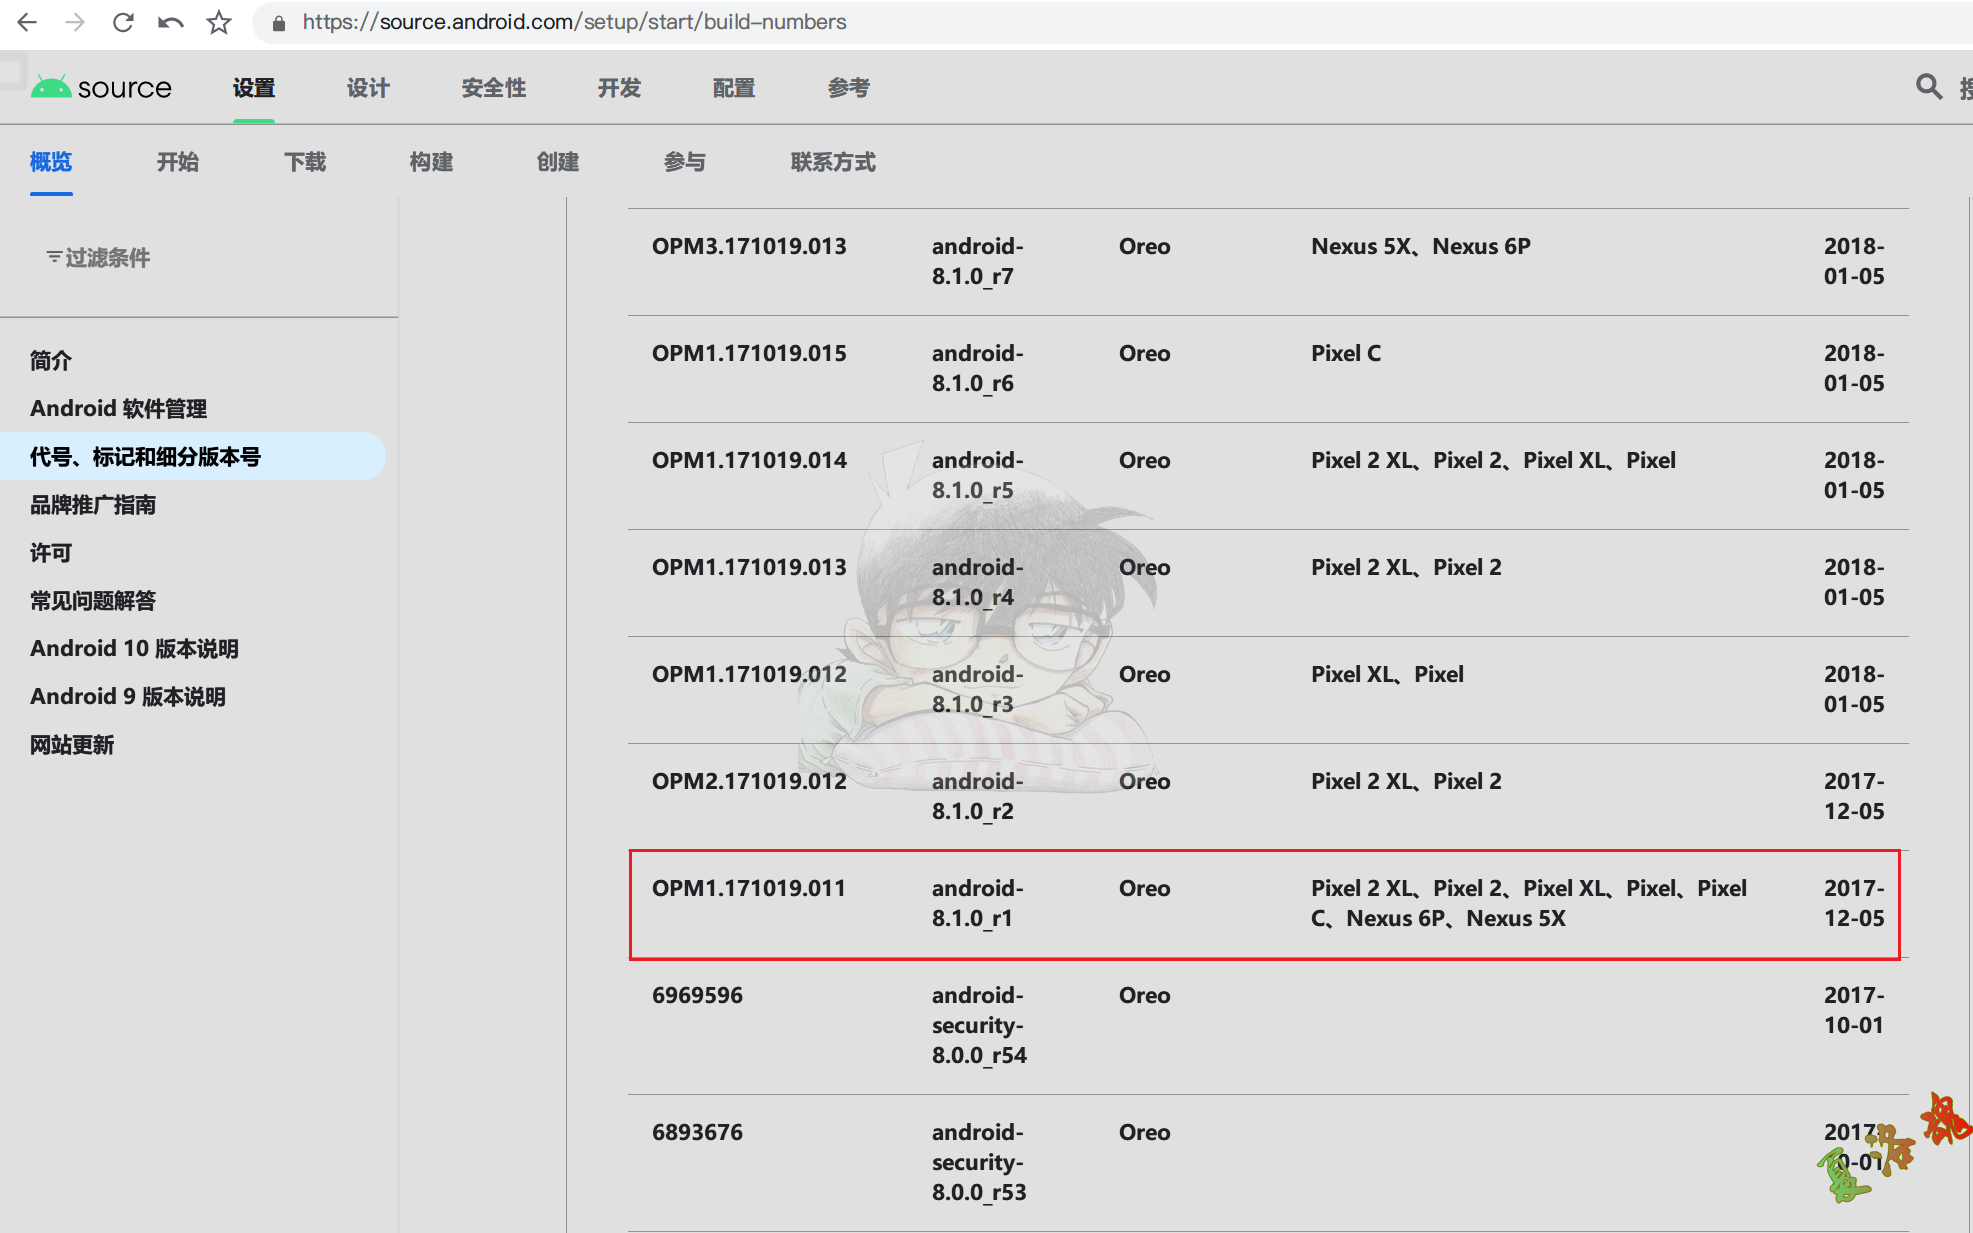 https://source.android.com/setup/start/build-numbers
source 设置 设计 安全性 开发 配置 参考
概览 开始 下载 构建 创建 参与 联系方式
过滤条件
简介
Android 软件管理
代号、标记和细分版本号
品牌推广指南
许可
常见问题解答
Android 10 版本说明
Android 9 版本说明
网站更新
OPM3.171019.013 android- Oreo Nexus 5X、Nexus 6P 2018-
8.1.0_r7 01-05
OPM1.171019.015 android- Oreo Pixel C 2018-
8.1.0_r6 01-05
OPM1.171019.014 android- Oreo Pixel 2 XL、Pixel 2、Pixel XL、Pixel 2018-
8.1.0_r5 01-05
OPM1.171019.013 android- Oreo Pixel 2 XL、Pixel 2 2018-
8.1.0_r4 01-05
OPM1.171019.012 android- Oreo Pixel XL、Pixel 2018-
8.1.0_r3 01-05
OPM2.171019.012 android- Oreo Pixel 2 XL、Pixel 2 2017-
8.1.0_r2 12-05
OPM1.171019.011 android- Oreo Pixel 2 XL、Pixel 2、Pixel XL、Pixel、Pixel 2017-
8.1.0_r1 C、Nexus 6P、Nexus 5X 12-05
6969596 android- Oreo 2017-
security- 10-01
8.0.0_r54
6893676 android- Oreo 2017-
security-
8.0.0_r53